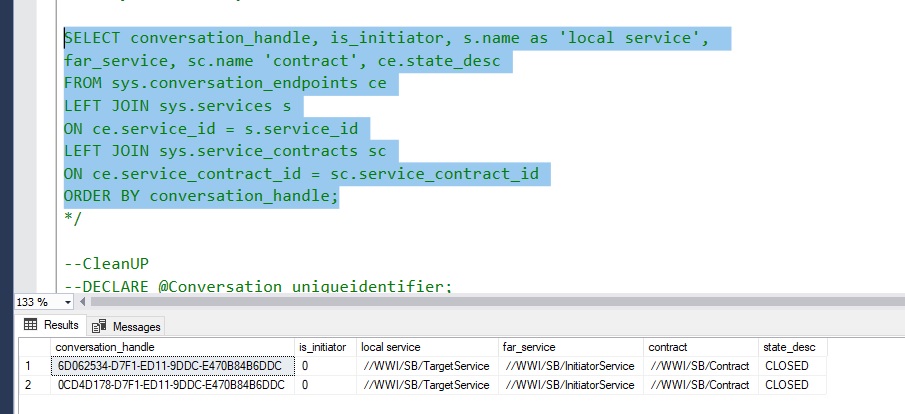 SELECT conversation_handle, is_initiator, s.name as 'local service',
far_service, sc.name 'contract', ce.state_desc
FROM sys.conversation_endpoints ce
LEFT JOIN sys.services s
ON ce.service_id = s.service_id
LEFT JOIN sys.service_contracts sc
ON ce.service_contract_id = sc.service_contract_id
ORDER BY conversation_handle;
*/
--CleanUP
--DECLARE @Conversation uniqueidentifier;
133 %
Results Messages
conversation_handle is_initiator local service far_service contract state_desc
1 6D062534-D7F1-ED11-9DDC-E470B84B6DDC 0 //WWI/SB/TargetService //WWI/SB/InitiatorService //WWI/SB/Contract CLOSED
2 0CD4D178-D7F1-ED11-9DDC-E470B84B6DDC 0 //WWI/SB/TargetService //WWI/SB/InitiatorService //WWI/SB/Contract CLOSED